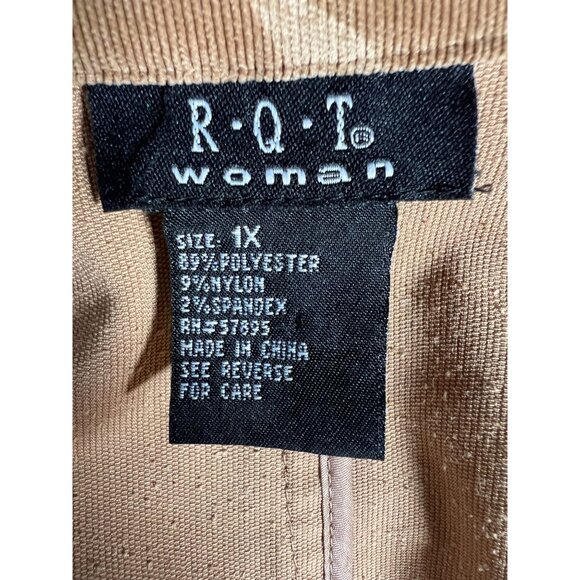 R·Q·T®
woman
SIZE: 1X
89%POLYESTER
9%NYLON
2%SPANDEX
RN#57895
MADE IN CHINA
SEE REVERSE
FOR CARE